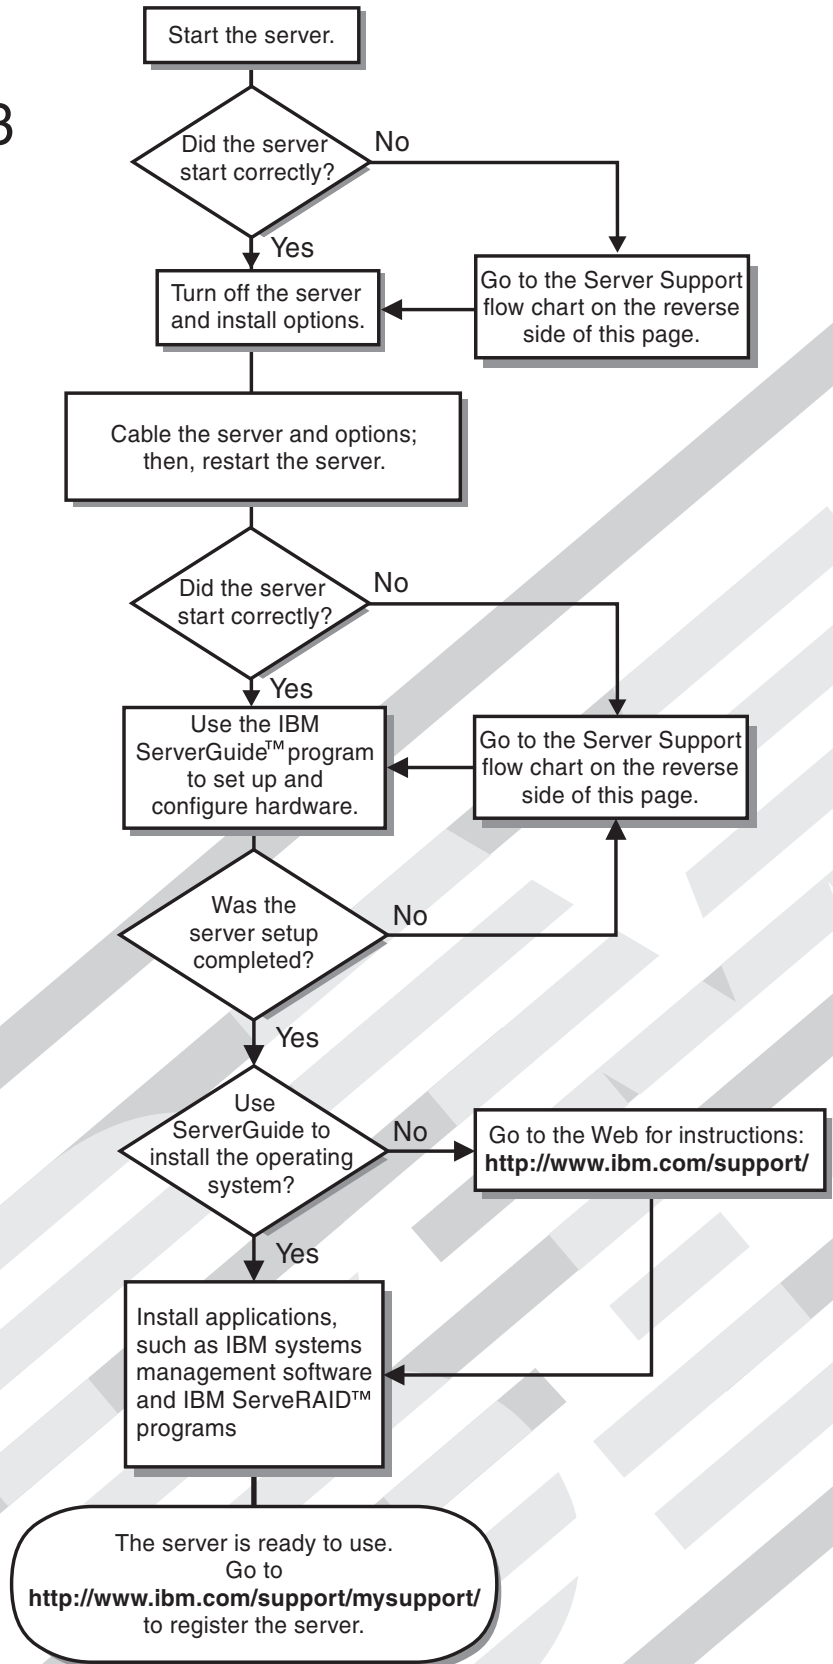 Start the server.
3
Did the server
start correctly?
No
Yes
Turn off the server
and install options.
Go to the Server Support
flow chart on the reverse
side of this page.
Cable the server and options;
then, restart the server.
Did the server
start correctly?
No
Yes
Use the IBM
ServerGuide™ program
to set up and
configure hardware.
Go to the Server Support
flow chart on the reverse
side of this page.
Was the
server setup
completed?
No
Yes
Use
ServerGuide to
install the operating
system?
No
Go to the Web for instructions:
http://www.ibm.com/support/
Yes
Install applications,
such as IBM systems
management software
and IBM ServeRAID™
programs
The server is ready to use.
Go to
http://www.ibm.com/support/mysupport/
to register the server.